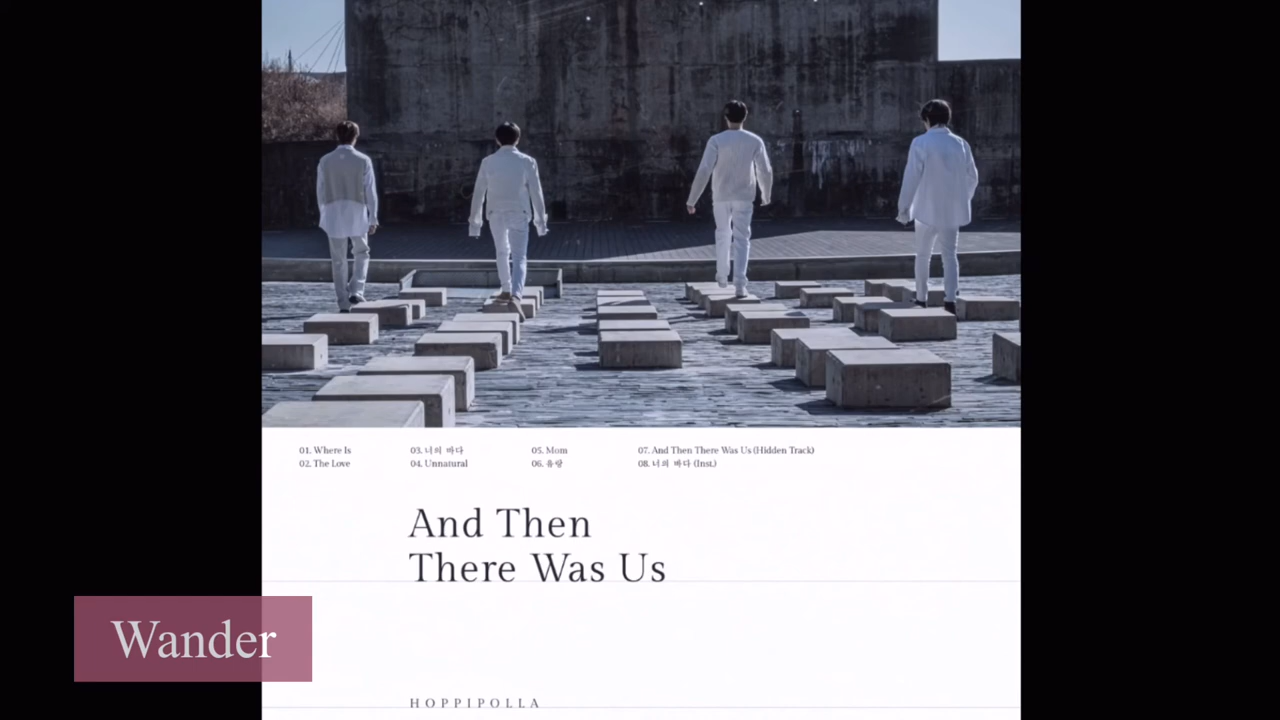 01. Where Is
02. The Love
03. 너의 바다
04. Unnatural
05. Mom
06. 유랑
07. And Then There Was Us (Hidden Track)
08. 너의 바다 (Inst.)
And Then
There Was Us
Wander
HOPPIPOLLA